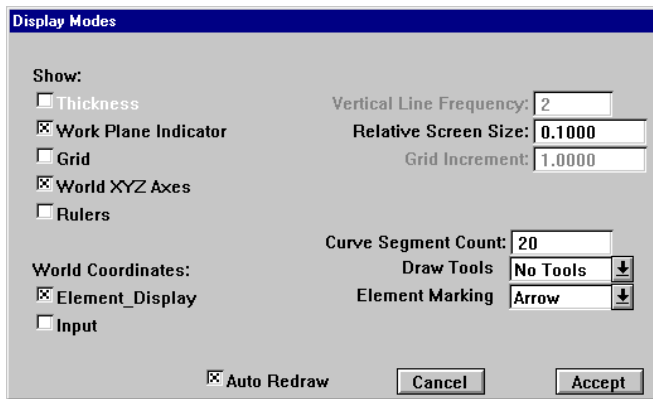 Display Modes
Show:
Thickness
Vertical Line Frequency: 2
Work Plane Indicator
Relative Screen Size: 0.1000
Grid
Grid Increment: 1.0000
World XYZ Axes
Rulers
Curve Segment Count: 20
World Coordinates:
Draw Tools No Tools
Element_Display
Element Marking Arrow
Input
Auto Redraw
Cancel
Accept